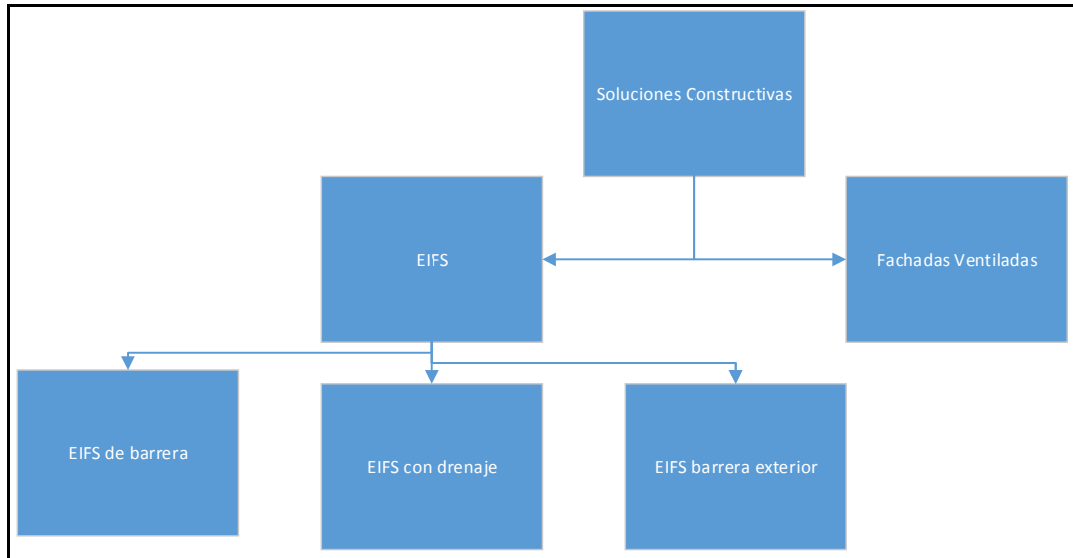 Soluciones Constructivas
EIFS
Fachadas Ventiladas
EIFS de barrera
EIFS con drenaje
EIFS barrera exterior